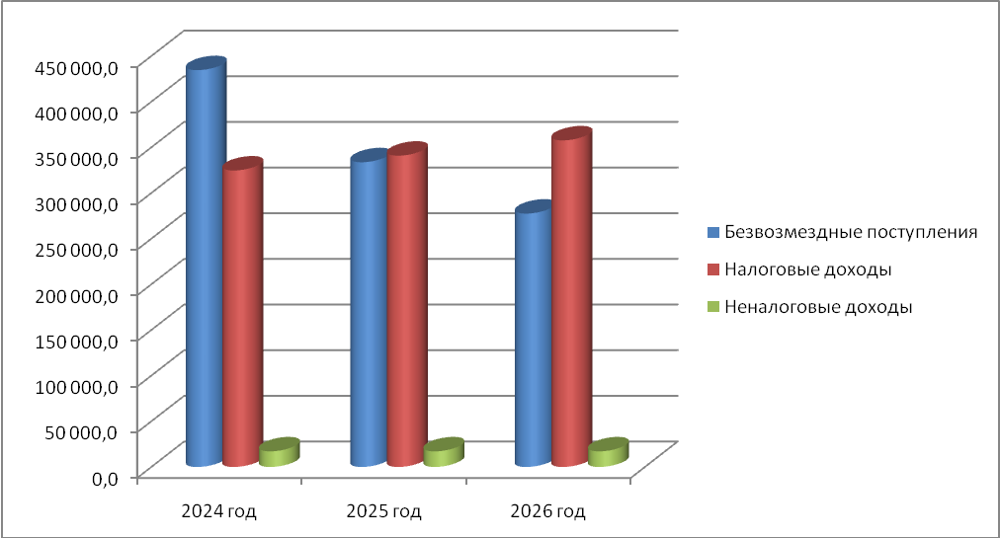 450 000,0
400 000,0
350 000,0
300 000,0
250 000,0
200 000,0
150 000,0
100 000,0
50 000,0
0,0
2024 год
2025 год
2026 год
Безвозмездные поступления
Налоговые доходы
Неналоговые доходы